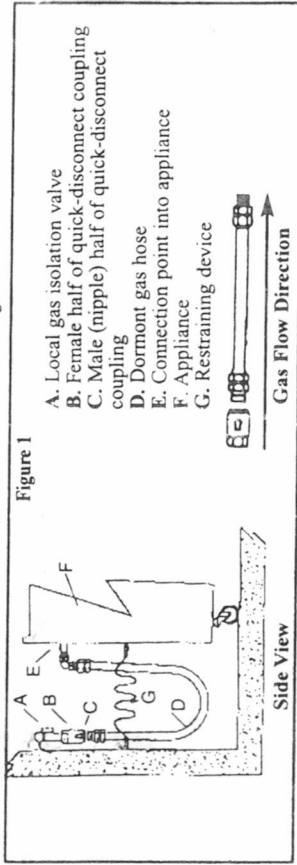 Figure 1
A
B
C
D
E
F
G
Side View
A. Local gas isolation valve
B. Female half of quick-disconnect coupling
C. Male (nipple) half of quick-disconnect
coupling
D. Dormont gas hose
E. Connection point into appliance
F. Appliance
G. Restraining device
Gas Flow Direction